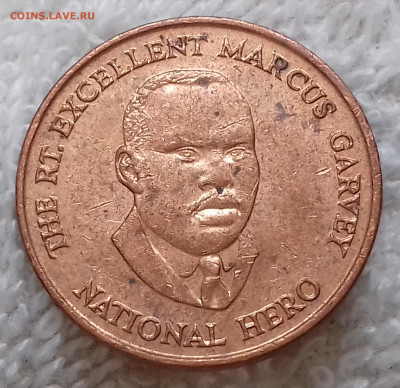 COINS.LAVE.RU
THE RT. EXCELLENT MARCUS GARVEY
NATIONAL HERO